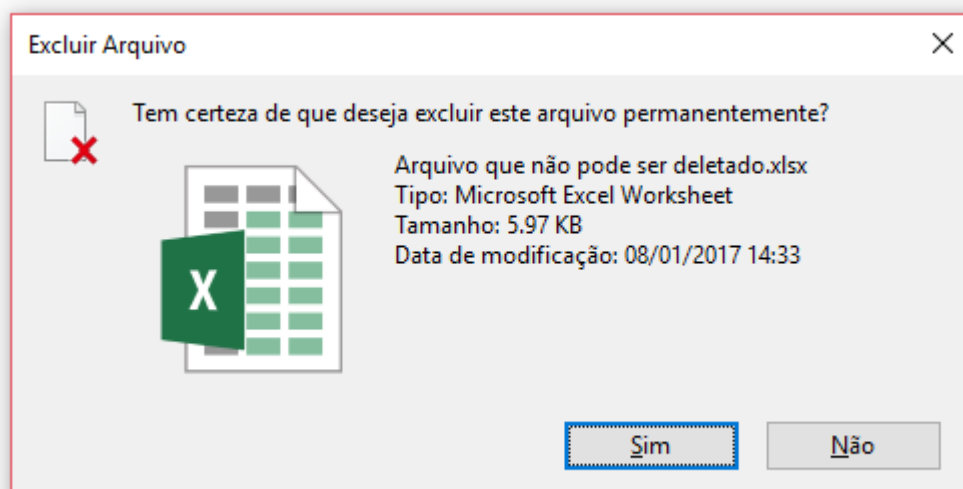 Excluir Arquivo
Tem certeza de que deseja excluir este arquivo permanentemente?
Arquivo que não pode ser deletado.xlsx
Tipo: Microsoft Excel Worksheet
Tamanho: 5.97 KB
Data de modificação: 08/01/2017 14:33
X
Sim
Não